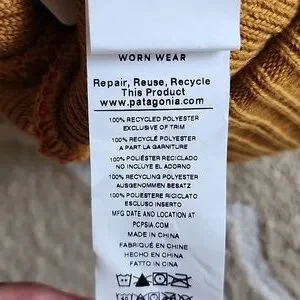 WORN WEAR
Repair, Reuse, Recycle
This Product
www.patagonia.com
100% RECYCLED POLYESTER
EXCLUSIVE OF TRIM
100% RECYCLÉ POLYESTER
A PART LA GARNITURE
100% POLIÉSTER RECICLADO
NO INCLUYE EL ADORNO
100% RECYCLING POLYESTER
AUSGENOMMEN BESATZ
100% POLIESTERE RICICLATO
ESCLUSO INSERTO
MFG DATE AND LOCATION AT
PCPSIA.COM
MADE IN CHINA
FABRIQUÉ EN CHINE
HECHO EN CHINA
FATTO IN CINA